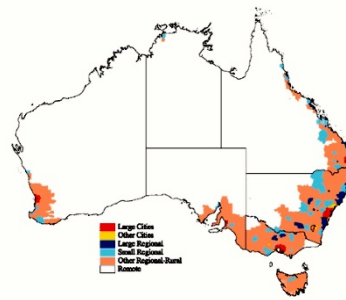 Large Cities
Other Cities
Large Regional
Small Regional
Other Regional-Rural
Remote